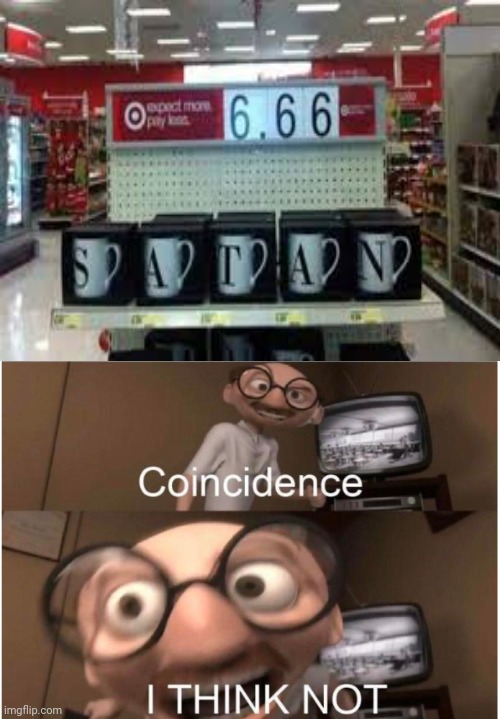 expect more.
pay less.
6.66
S A T A N
Coincidence
I THINK NOT
imgflip.com